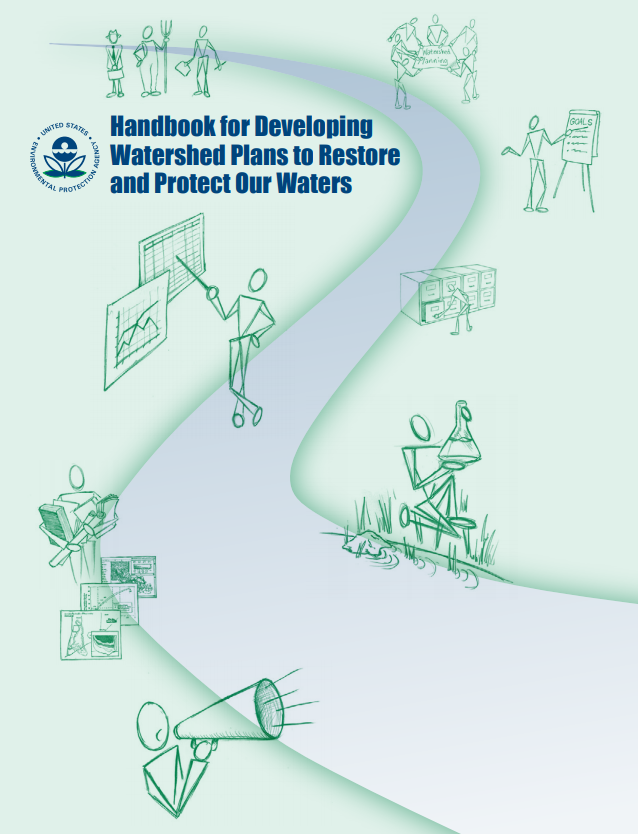 Watershed
Planning
GOALS
UNITED STATES
ENVIRONMENTAL PROTECTION AGENCY
Handbook for Developing
Watershed Plans to Restore
and Protect Our Waters